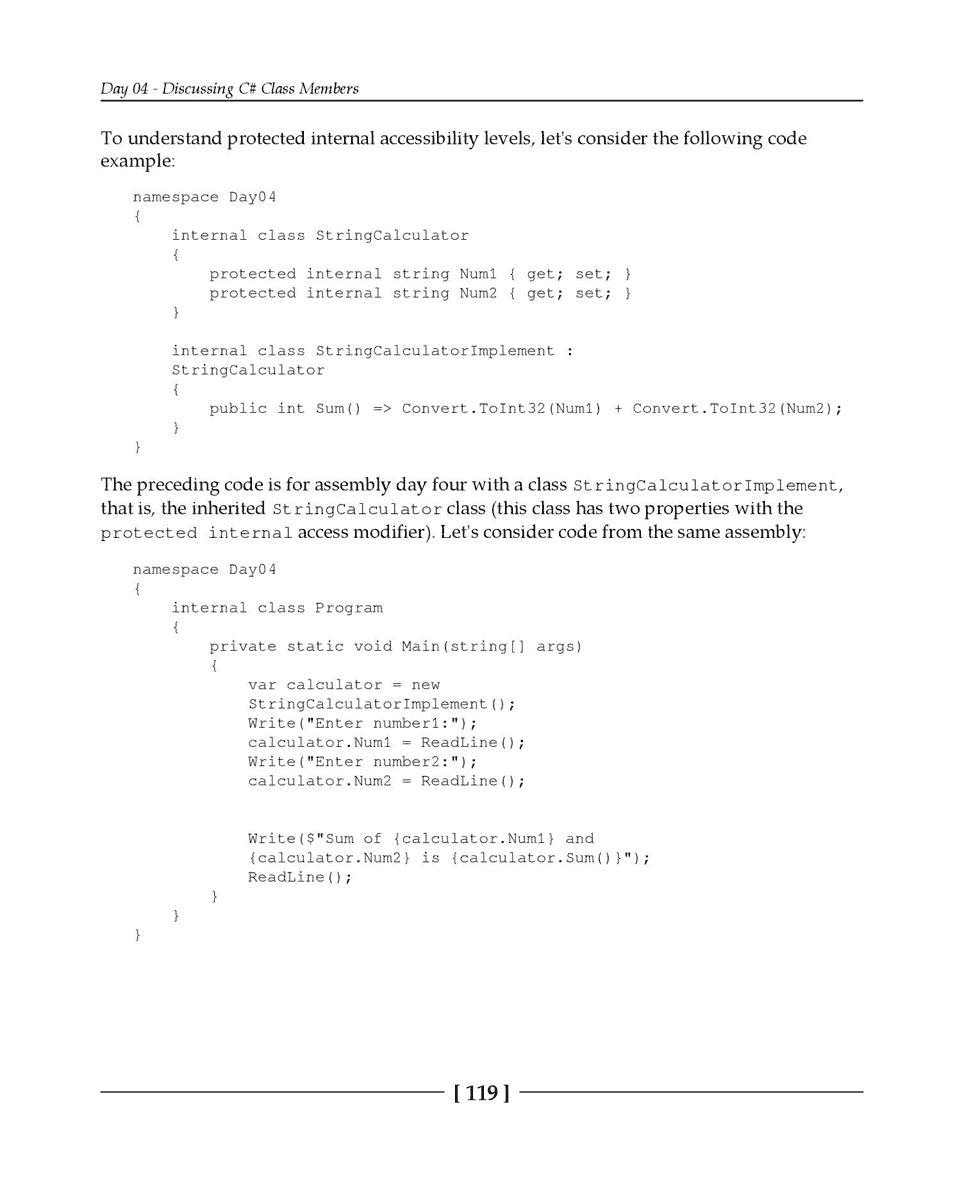 Day 04 - Discussing C# Class Members
To understand protected internal accessibility levels, let's consider the following code
example:
namespace Day04
{
    internal class StringCalculator
    {
        protected internal string Num1 { get; set; }
        protected internal string Num2 { get; set; }
    }
    internal class StringCalculatorImplement :
    StringCalculator
    {
        public int Sum() => Convert.ToInt32(Num1) + Convert.ToInt32(Num2);
    }
}
The preceding code is for assembly day four with a class StringCalculatorImplement,
that is, the inherited StringCalculator class (this class has two properties with the
protected internal access modifier). Let's consider code from the same assembly:
namespace Day04
{
    internal class Program
    {
        private static void Main(string[] args)
        {
            var calculator = new
            StringCalculatorImplement();
            Write("Enter number1:");
            calculator.Num1 = ReadLine();
            Write("Enter number2:");
            calculator.Num2 = ReadLine();
            Write($"Sum of {calculator.Num1} and
            {calculator.Num2} is {calculator.Sum()}");
            ReadLine();
        }
    }
}
[ 119 ]